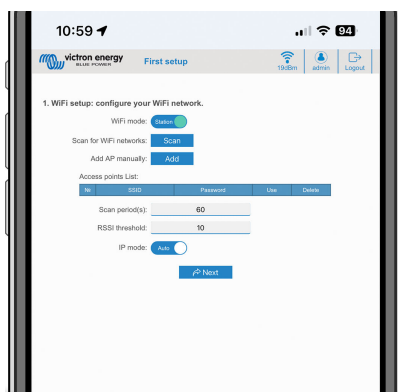 10:59
94
victron energy
BLUE POWER
First setup
19dBm
admin
Logout
1. WiFi setup: configure your WiFi network.
WiFi mode: Station
Scan for WiFi networks: Scan
Add AP manually: Add
Access points List:
№ SSID Password Use Delete
Scan period(s): 60
RSSI threshold: 10
IP mode: Auto
Next